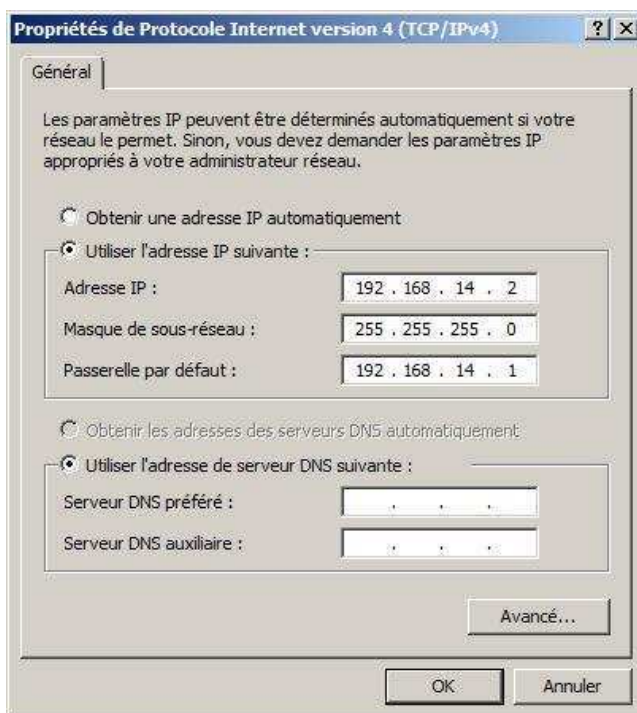 Propriétés de Protocole Internet version 4 (TCP/IPv4)
Général
Les paramètres IP peuvent être déterminés automatiquement si votre
réseau le permet. Sinon, vous devez demander les paramètres IP
appropriés à votre administrateur réseau.
Obtenir une adresse IP automatiquement
Utiliser l'adresse IP suivante :
Adresse IP : 192 . 168 . 14 . 2
Masque de sous-réseau : 255 . 255 . 255 . 0
Passerelle par défaut : 192 . 168 . 14 . 1
Obtenir les adresses des serveurs DNS automatiquement
Utiliser l'adresse de serveur DNS suivante :
Serveur DNS préféré : . . .
Serveur DNS auxiliaire : . . .
Avancé...
OK Annuler